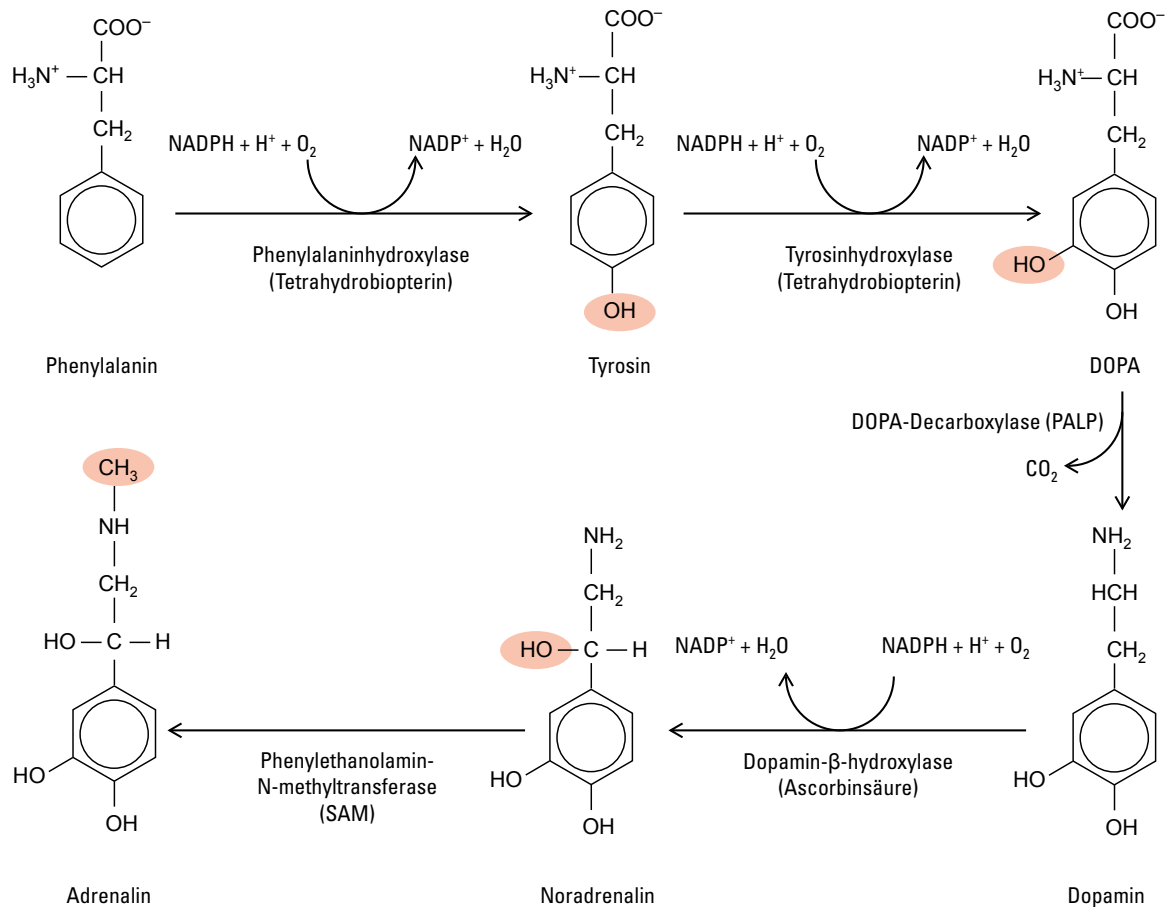 COO⁻
H₃N⁺ — CH
CH₂
NADPH + H⁺ + O₂
NADP⁺ + H₂O
Phenylalaninhydroxylase
(Tetrahydrobiopterin)
Phenylalanin
COO⁻
H₃N⁺ — CH
CH₂
OH
Tyrosin
NADPH + H⁺ + O₂
NADP⁺ + H₂O
Tyrosinhydroxylase
(Tetrahydrobiopterin)
COO⁻
H₃N⁺ — CH
CH₂
HO
OH
DOPA
DOPA-Decarboxylase (PALP)
CO₂
NH₂
HCH
CH₂
HO
OH
Dopamin
NADPH + H⁺ + O₂
NADP⁺ + H₂O
Dopamin-β-hydroxylase
(Ascorbinsäure)
NH₂
CH₂
HO — C — H
HO
OH
Noradrenalin
Phenylethanolamin-
N-methyltransferase
(SAM)
CH₃
NH
CH₂
HO — C — H
HO
OH
Adrenalin